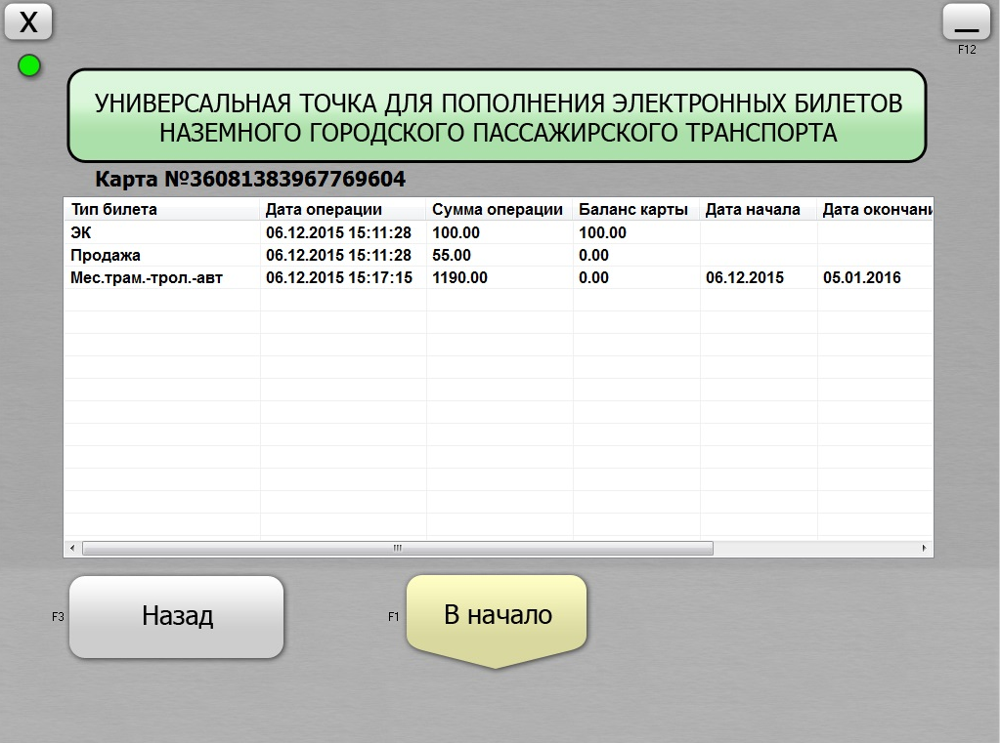 X
F12
УНИВЕРСАЛЬНАЯ ТОЧКА ДЛЯ ПОПОЛНЕНИЯ ЭЛЕКТРОННЫХ БИЛЕТОВ
НАЗЕМНОГО ГОРОДСКОГО ПАССАЖИРСКОГО ТРАНСПОРТА
Карта №36081383967769604
Тип билета Дата операции Сумма операции Баланс карты Дата начала Дата окончани
ЭК 06.12.2015 15:11:28 100.00 100.00
Продажа 06.12.2015 15:11:28 55.00 0.00
Мес.трам.-трол.-авт 06.12.2015 15:17:15 1190.00 0.00 06.12.2015 05.01.2016
F3 Назад F1 В начало